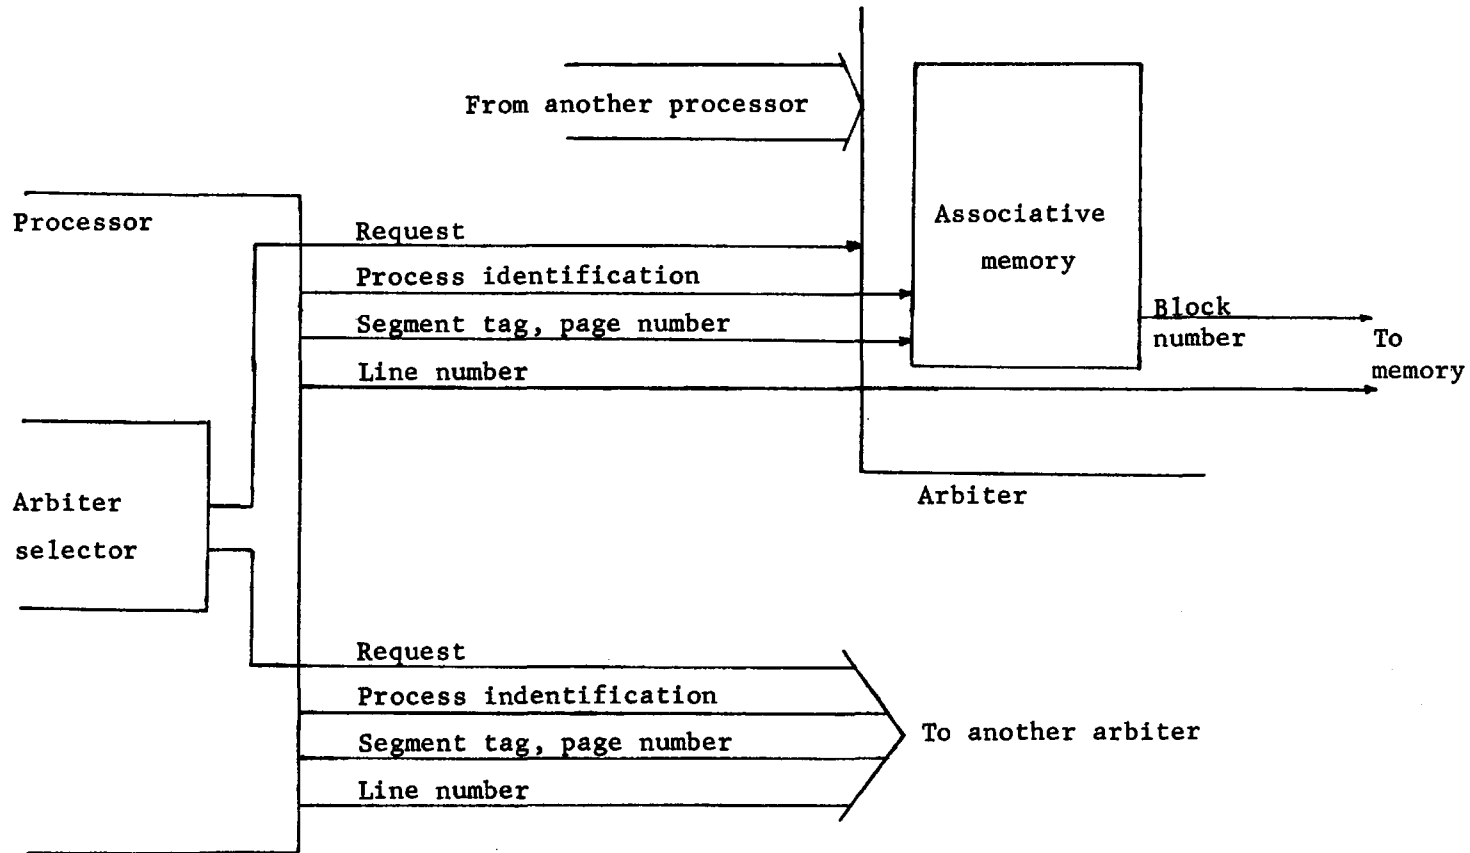 From another processor
Processor
Associative
memory
Request
Process identification
Segment tag, page number
Line number
Block
number
To
memory
Arbiter
selector
Arbiter
Request
Process indentification
Segment tag, page number
Line number
To another arbiter